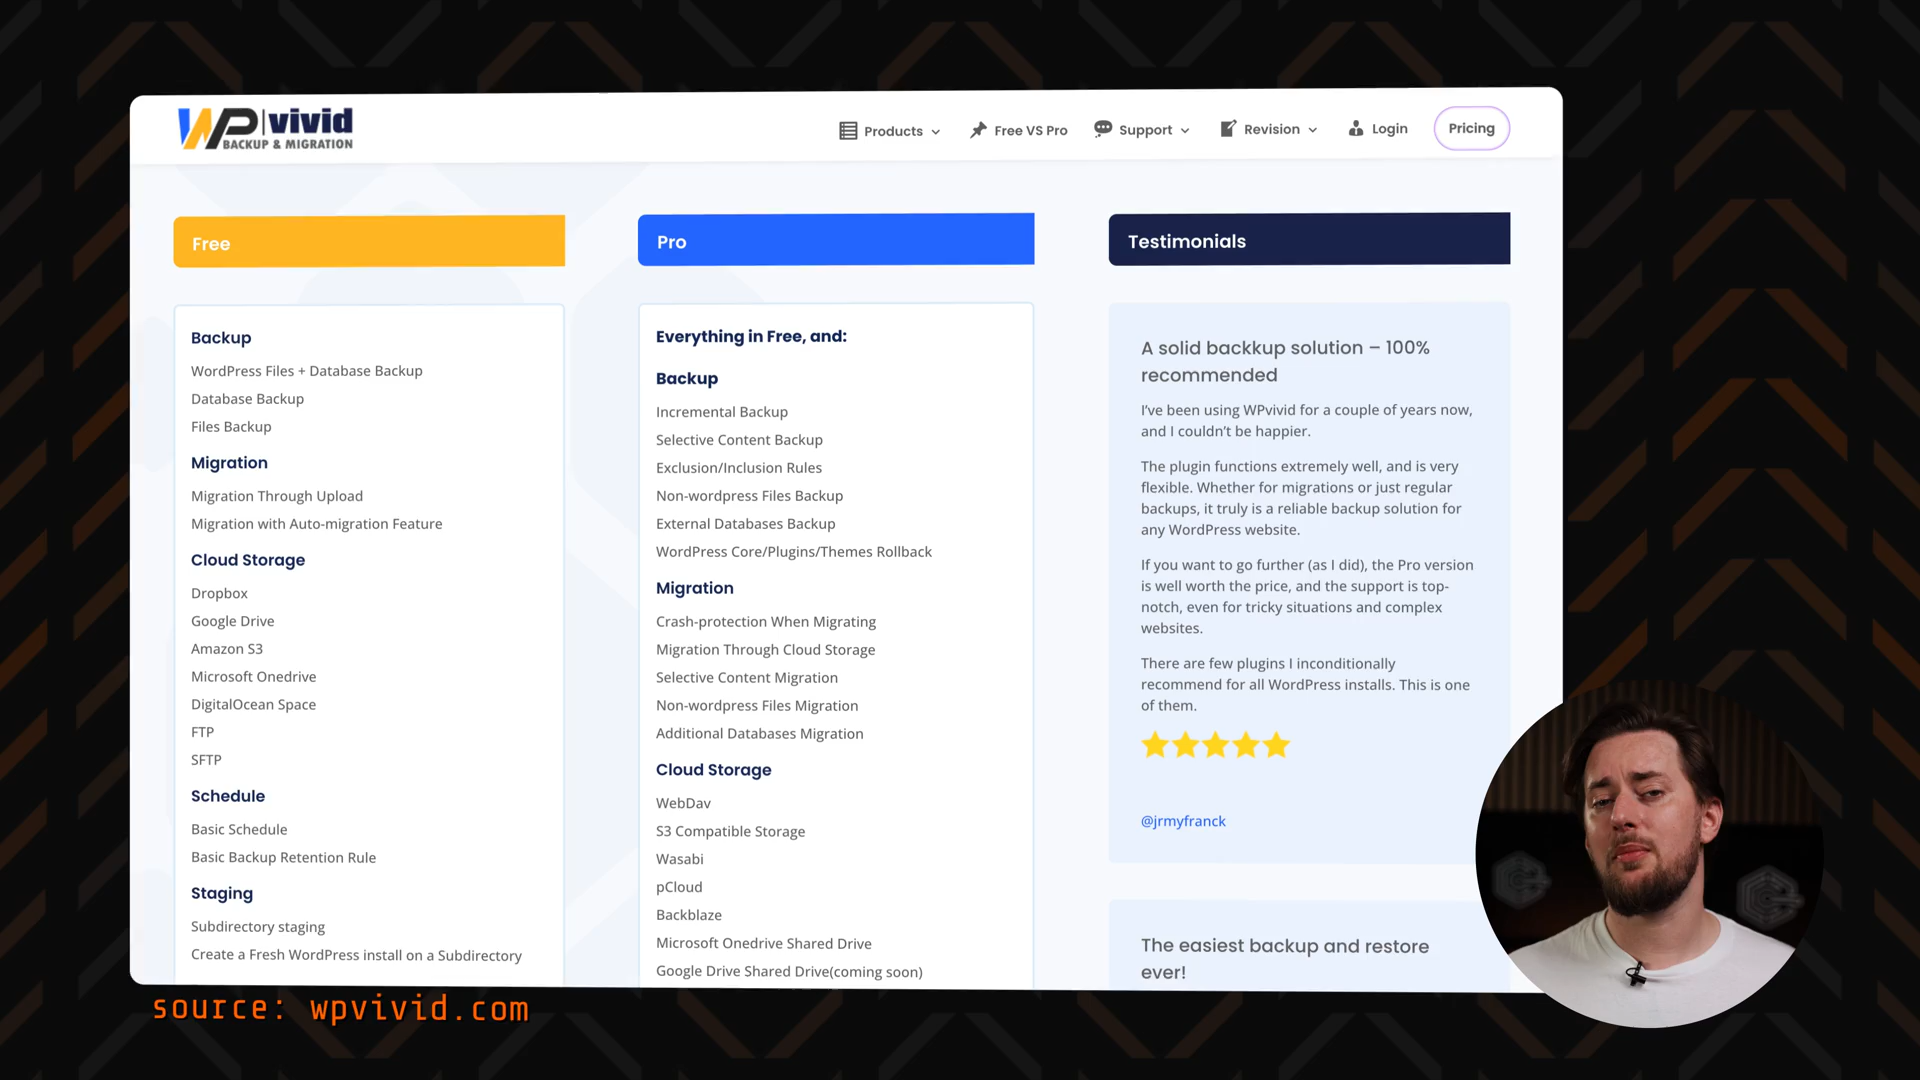 WP|vivid
BACKUP & MIGRATION
Products
Free VS Pro
Support
Revision
Login
Pricing
Free
Backup
WordPress Files + Database Backup
Database Backup
Files Backup
Migration
Migration Through Upload
Migration with Auto-migration Feature
Cloud Storage
Dropbox
Google Drive
Amazon S3
Microsoft Onedrive
DigitalOcean Space
FTP
SFTP
Schedule
Basic Schedule
Basic Backup Retention Rule
Staging
Subdirectory staging
Create a Fresh WordPress install on a Subdirectory
Pro
Everything in Free, and:
Backup
Incremental Backup
Selective Content Backup
Exclusion/Inclusion Rules
Non-wordpress Files Backup
External Databases Backup
WordPress Core/Plugins/Themes Rollback
Migration
Crash-protection When Migrating
Migration Through Cloud Storage
Selective Content Migration
Non-wordpress Files Migration
Additional Databases Migration
Cloud Storage
WebDav
S3 Compatible Storage
Wasabi
pCloud
Backblaze
Microsoft Onedrive Shared Drive
Google Drive Shared Drive(coming soon)
Testimonials
A solid backkup solution – 100%
recommended
I've been using WPvivid for a couple of years now,
and I couldn't be happier.
The plugin functions extremely well, and is very
flexible. Whether for migrations or just regular
backups, it truly is a reliable backup solution for
any WordPress website.
If you want to go further (as I did), the Pro version
is well worth the price, and the support is top-
notch, even for tricky situations and complex
websites.
There are few plugins I inconditionally
recommend for all WordPress installs. This is one
of them.
@jrmyfranck
The easiest backup and restore
ever!
source: wpvivid.com